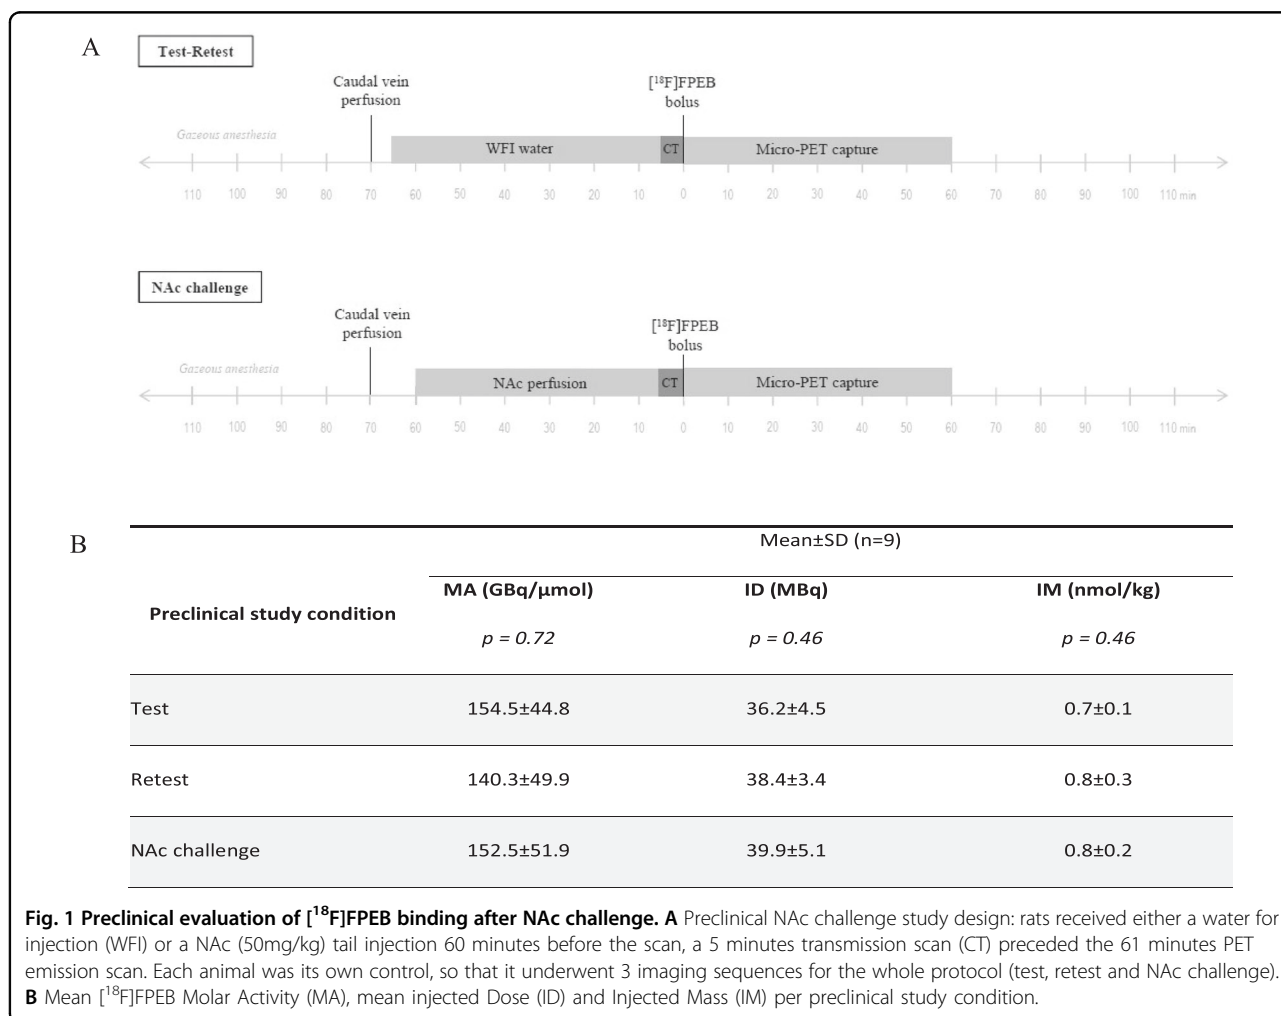 A
Test-Retest
Caudal vein
perfusion
[18F]FPEB
bolus
Gazeous anesthesia
WFI water
CT
Micro-PET capture
110 100 90 80 70 60 50 40 30 20 10 0 10 20 30 40 50 60 70 80 90 100 110 min
NAc challenge
Caudal vein
perfusion
[18F]FPEB
bolus
Gazeous anesthesia
NAc perfusion
CT
Micro-PET capture
110 100 90 80 70 60 50 40 30 20 10 0 10 20 30 40 50 60 70 80 90 100 110 min
B
Mean±SD (n=9)
Preclinical study condition
MA (GBq/μmol) ID (MBq) IM (nmol/kg)
p = 0.72 p = 0.46 p = 0.46
Test 154.5±44.8 36.2±4.5 0.7±0.1
Retest 140.3±49.9 38.4±3.4 0.8±0.3
NAc challenge 152.5±51.9 39.9±5.1 0.8±0.2
Fig. 1 Preclinical evaluation of [18F]FPEB binding after NAc challenge. A Preclinical NAc challenge study design: rats received either a water for
injection (WFI) or a NAc (50mg/kg) tail injection 60 minutes before the scan, a 5 minutes transmission scan (CT) preceded the 61 minutes PET
emission scan. Each animal was its own control, so that it underwent 3 imaging sequences for the whole protocol (test, retest and NAc challenge).
B Mean [18F]FPEB Molar Activity (MA), mean injected Dose (ID) and Injected Mass (IM) per preclinical study condition.